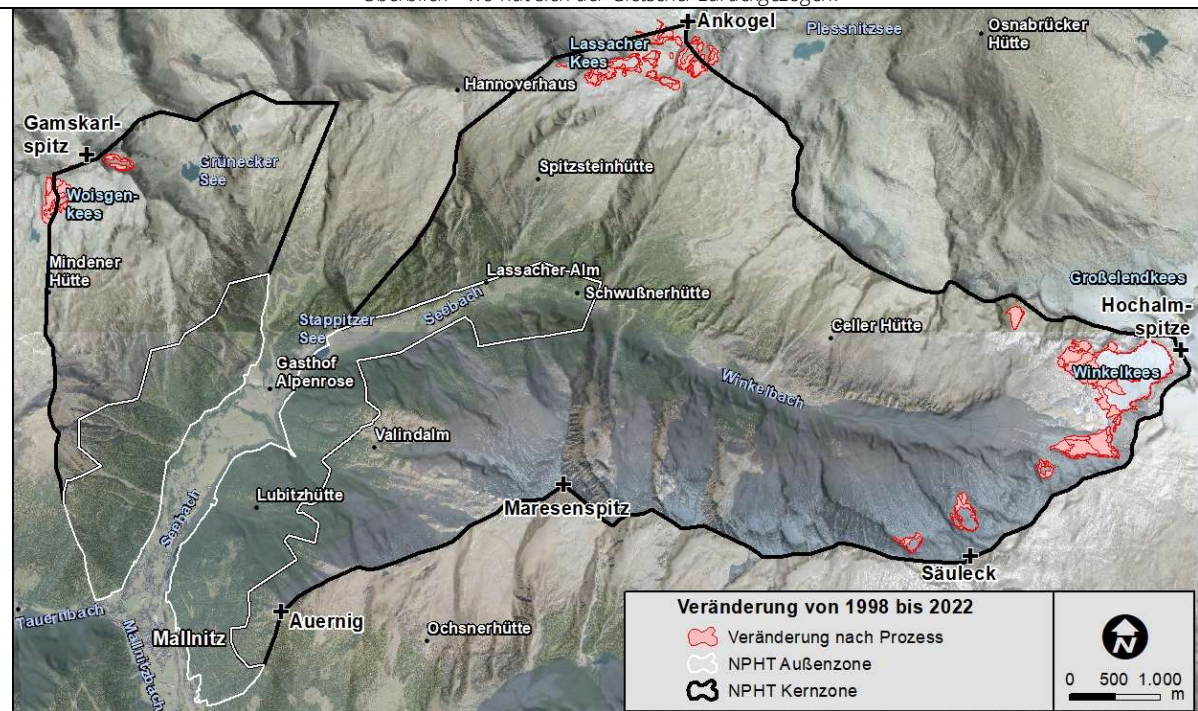 Ankogel
Plessnitzsee
Osnabrücker
Hütte
Lassacher
Kees
Hannoverhaus
Gamskarl-
spitz
Grünecker
See
Spitzsteinhütte
Woisgen-
kees
Mindener
Hütte
Lassacher-Alm
Großelendkees
Seebach
Schwußnerhütte
Hochalm-
spitze
Stappitzer
See
Celler Hütte
Gasthof
Alpenrose
Winkelkees
Winkelbach
Valindalm
Lubitzhütte
Maresenspitz
Seebach
Säuleck
Tauernbach
Auernig
Mallnitz
Mallnitzbach
Ochsnerhütte
Veränderung von 1998 bis 2022
Veränderung nach Prozess
NPHT Außenzone
NPHT Kernzone
N
0 500 1.000
m